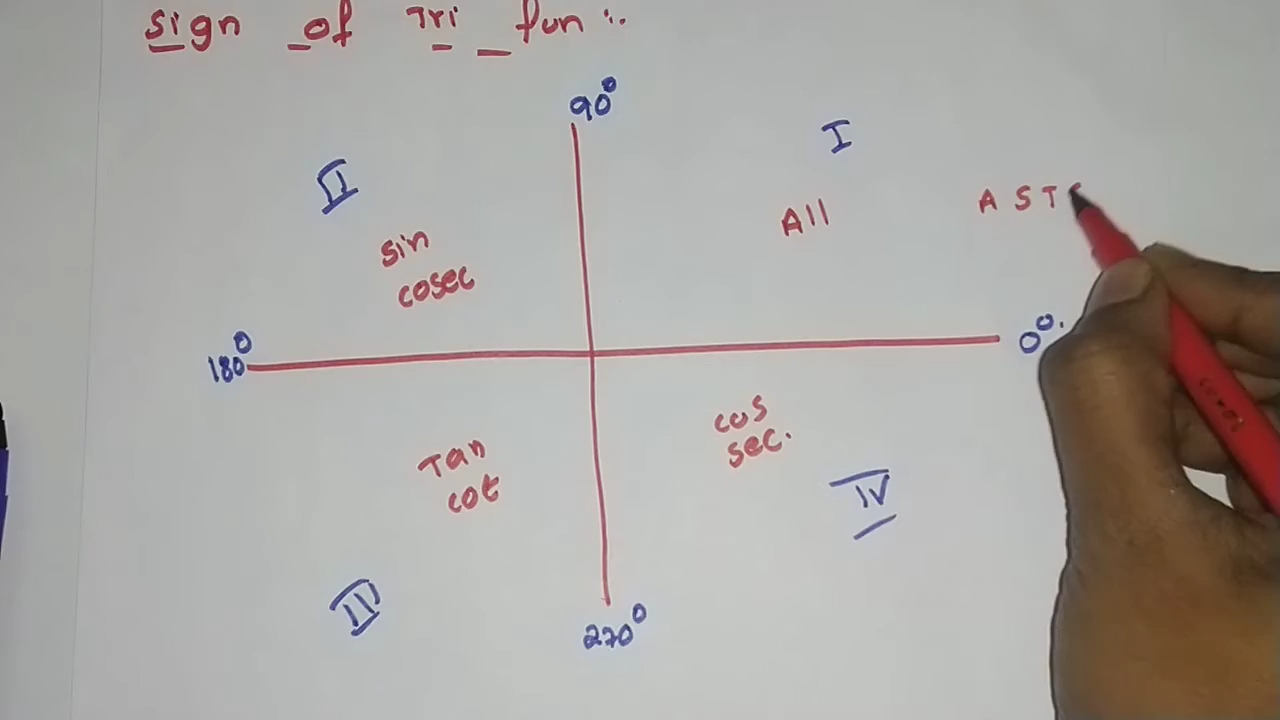 sign of Tri fun :.
90°
I
II
All
A S T C
sin
cosec
180°
0°.
cos
sec.
Tan
cot
IV
III
270°